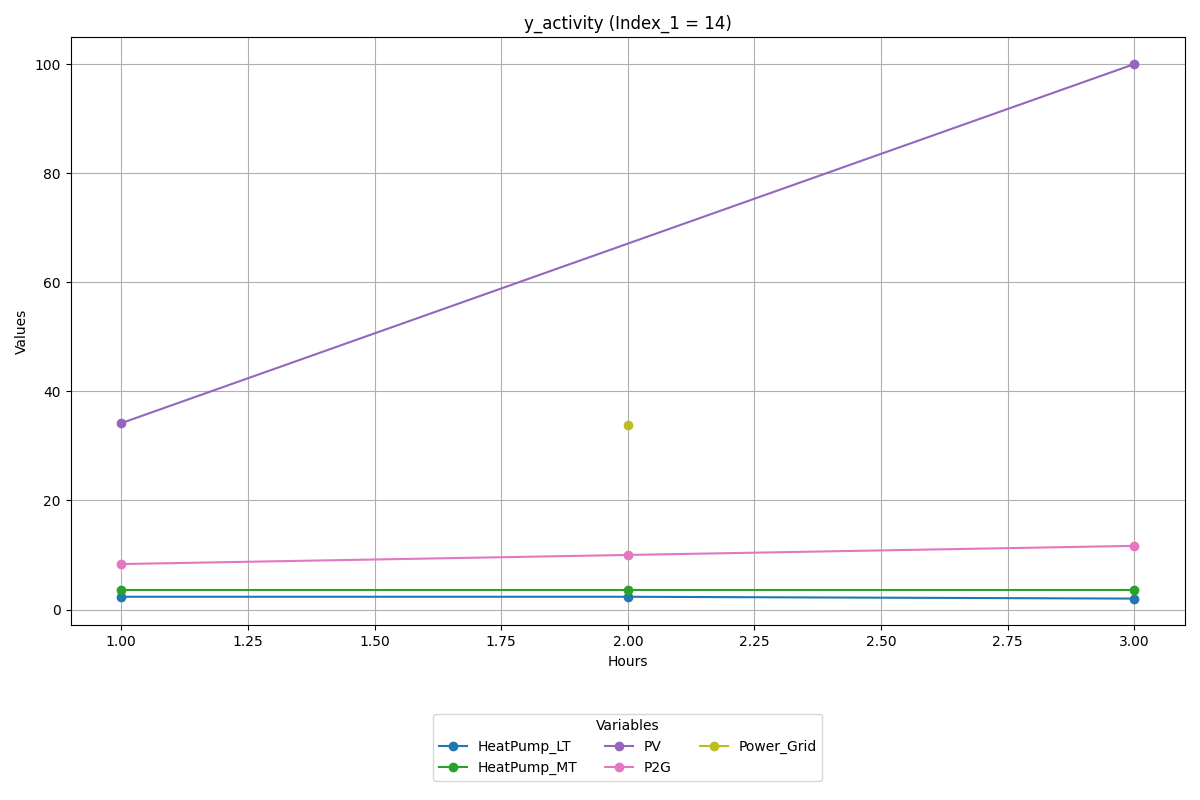 y_activity (Index_1 = 14)
100
80
60
40
20
0
Values
1.00 1.25 1.50 1.75 2.00 2.25 2.50 2.75 3.00
Hours
Variables
HeatPump_LT PV Power_Grid
HeatPump_MT P2G